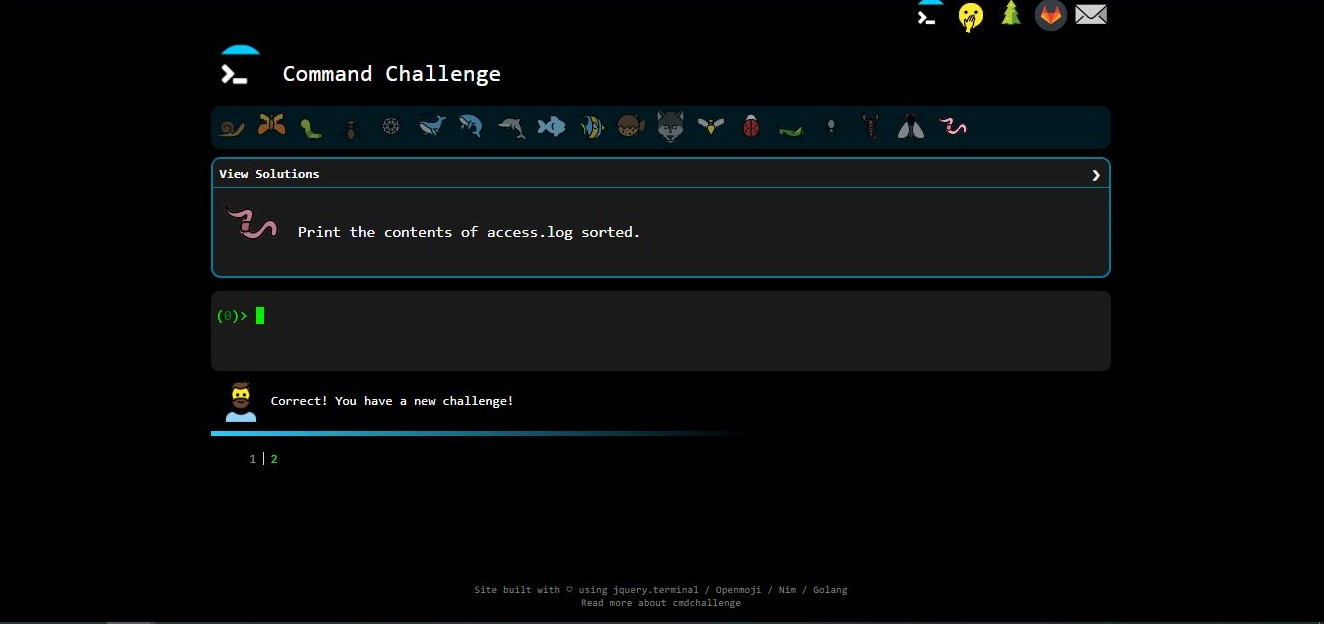 Command Challenge
View Solutions
Print the contents of access.log sorted.
(0)>
Correct! You have a new challenge!
1 | 2
Site built with ♡ using jquery.terminal / Openmoji / Nim / Golang
Read more about cmdchallenge